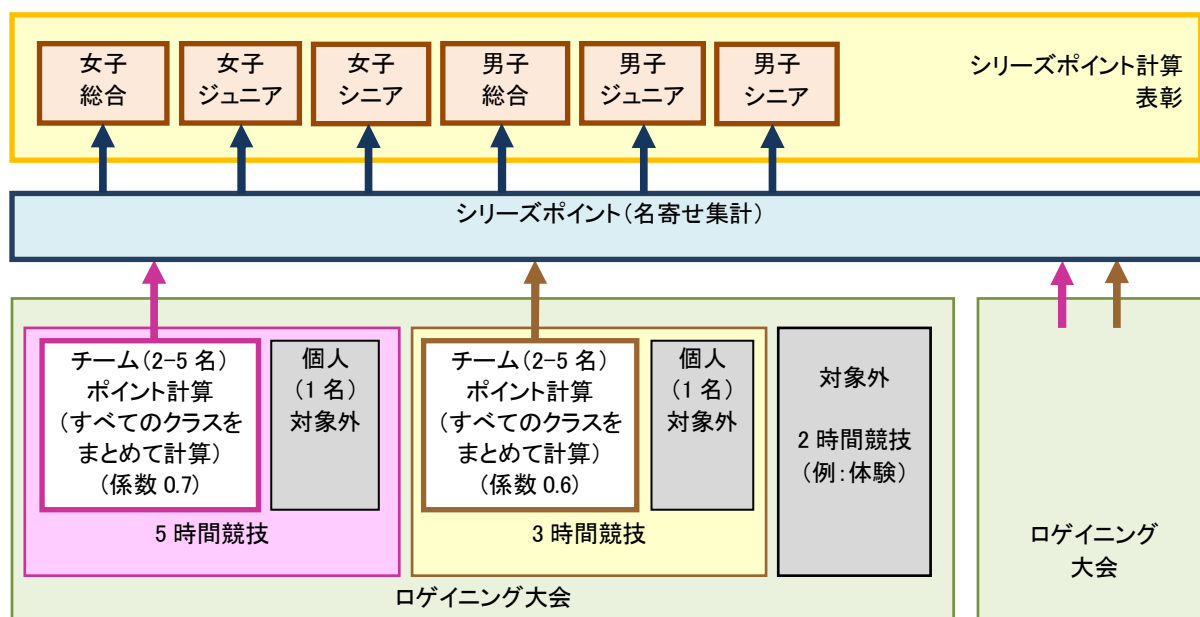 女子
総合
女子
ジュニア
女子
シニア
男子
総合
男子
ジュニア
男子
シニア
シリーズポイント計算
表彰
シリーズポイント(名寄せ集計)
チーム(2-5 名)
ポイント計算
(すべてのクラスを
まとめて計算)
(係数 0.7)
個人
(1 名)
対象外
5 時間競技
チーム(2-5 名)
ポイント計算
(すべてのクラスを
まとめて計算)
(係数 0.6)
個人
(1 名)
対象外
3 時間競技
対象外
2 時間競技
(例:体験)
ロゲイニング大会
ロゲイニング
大会